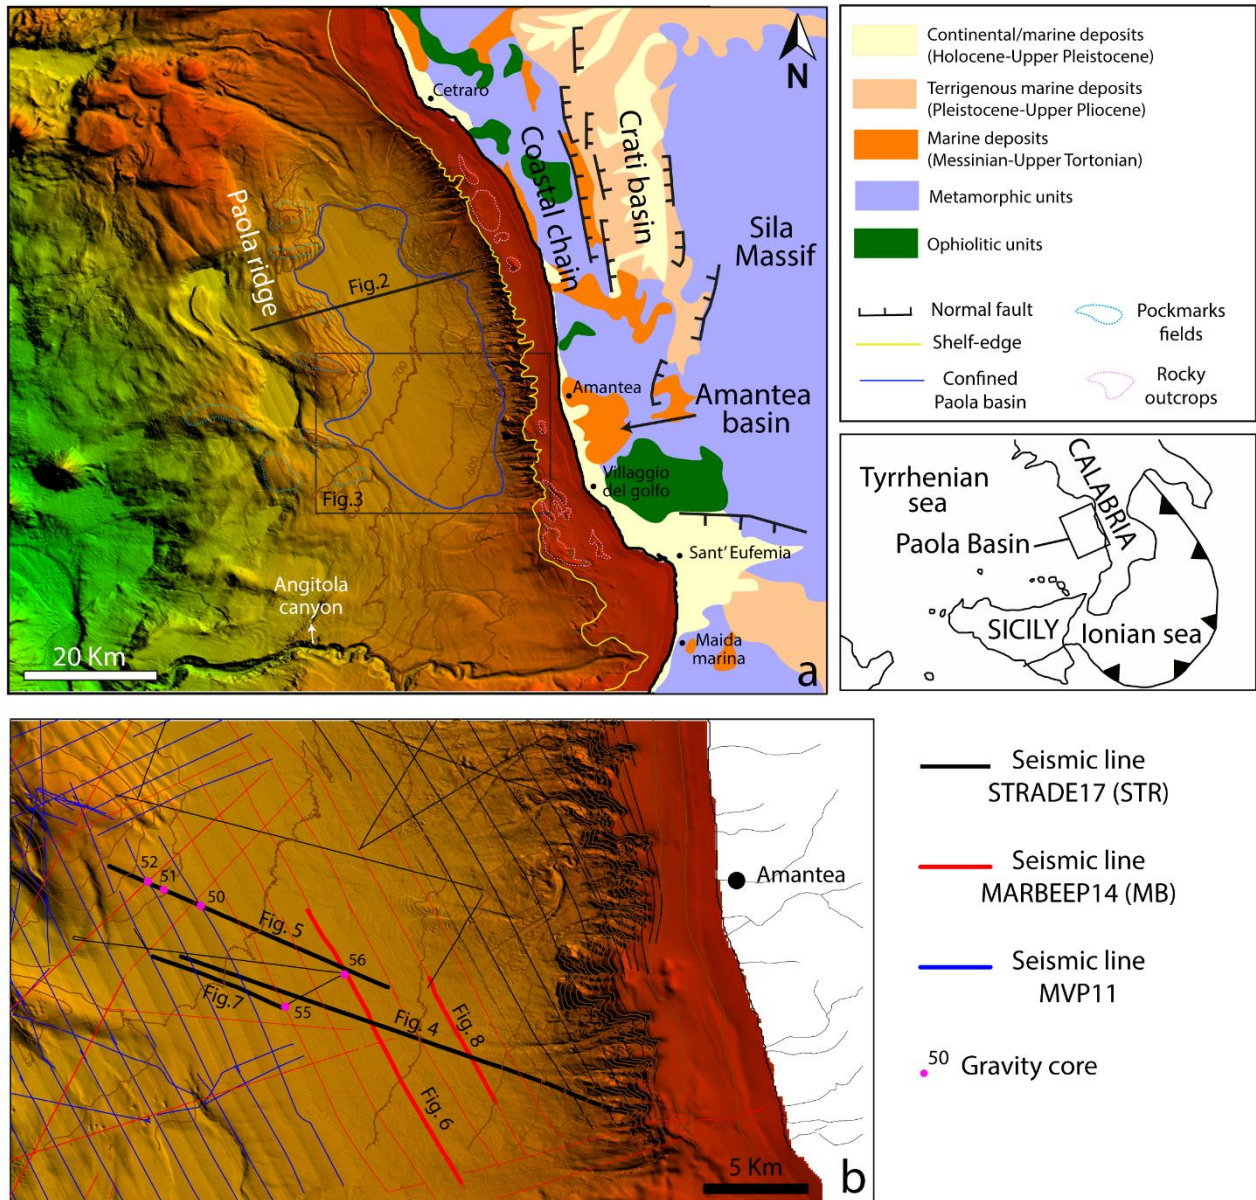 N
Cetraro
Coastal chain
Crati basin
Sila
Massif
Paola ridge
Fig.2
700
600
Fig.3
Amantea
Amantea
basin
Villaggio
del golfo
Sant' Eufemia
Angitola
canyon
Maida
marina
20 Km
a
Continental/marine deposits
(Holocene-Upper Pleistocene)
Terrigenous marine deposits
(Pleistocene-Upper Pliocene)
Marine deposits
(Messinian-Upper Tortonian)
Metamorphic units
Ophiolitic units
Normal fault
Pockmarks
fields
Shelf-edge
Confined
Paola basin
Rocky
outcrops
Tyrrhenian
sea
CALABRIA
Paola Basin
SICILY
Ionian sea
52
51
50
Fig. 5
56
Fig.7
55
Fig. 4
Fig. 8
Fig. 6
Amantea
5 Km
b
Seismic line
STRADE17 (STR)
Seismic line
MARBEEP14 (MB)
Seismic line
MVP11
50 Gravity core